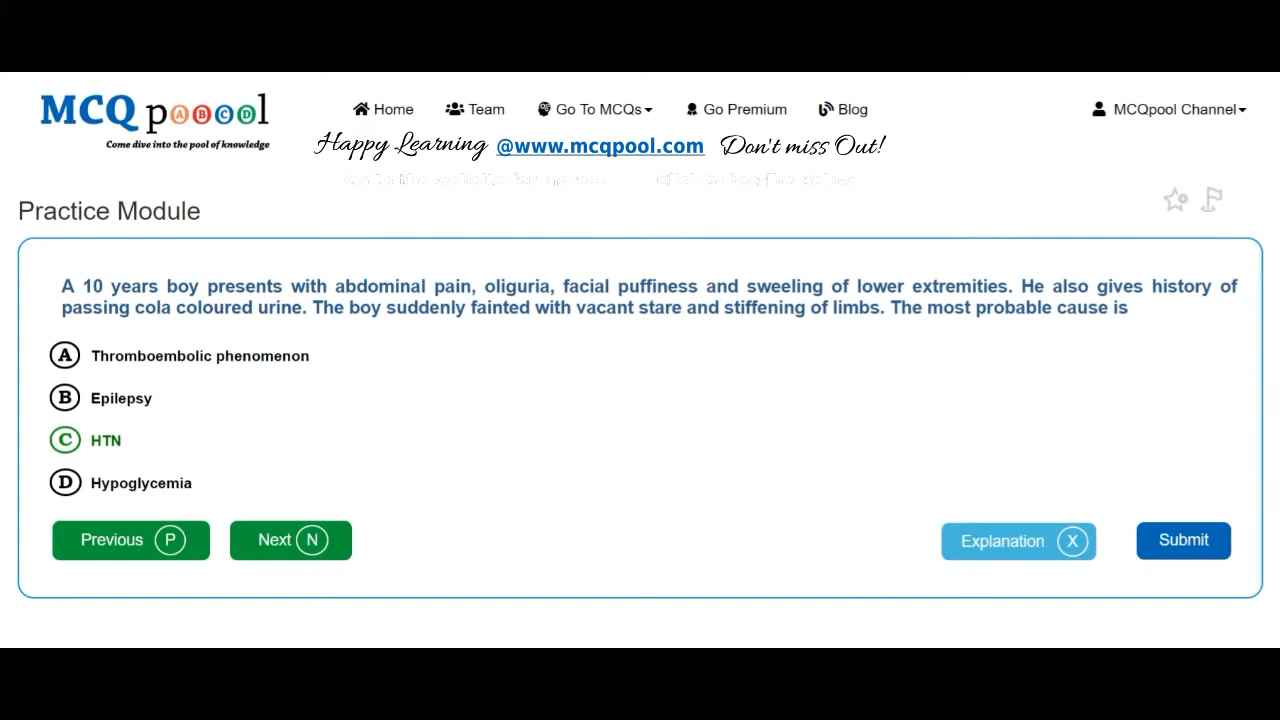 MCQ poool
A B C D
Come dive into the pool of knowledge
Home Team Go To MCQs Go Premium Blog MCQpool Channel
Happy Learning @www.mcqpool.com Don't miss Out!
Practice Module
A 10 years boy presents with abdominal pain, oliguria, facial puffiness and sweeling of lower extremities. He also gives history of
passing cola coloured urine. The boy suddenly fainted with vacant stare and stiffening of limbs. The most probable cause is
A Thromboembolic phenomenon
B Epilepsy
C HTN
D Hypoglycemia
Previous P Next N Explanation X Submit